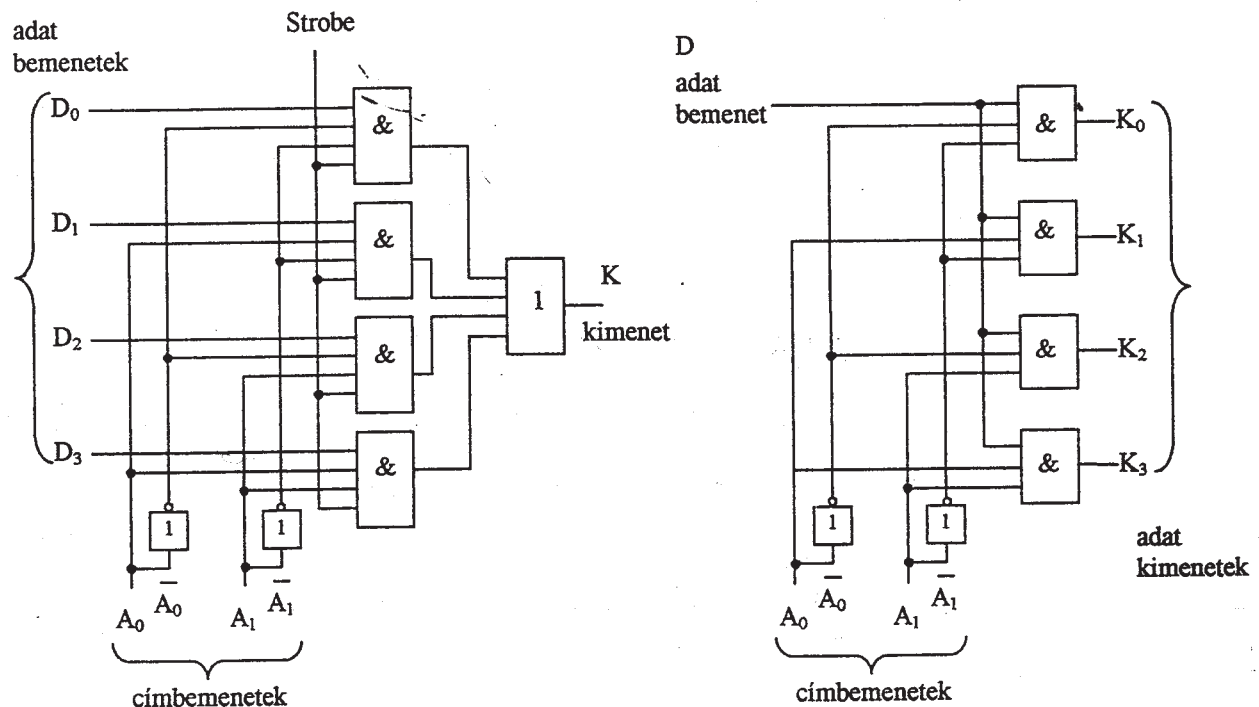 adat
bemenetek
Strobe
D₀
D₁
D₂
D₃
&
&
&
&
1
K
kimenet
1
1
A₀
A̅₀
A₁
A̅₁
címbemenetek
D
adat
bemenet
&
&
&
&
K₀
K₁
K₂
K₃
1
1
adat
kimenetek
A₀
A̅₀
A₁
A̅₁
címbemenetek